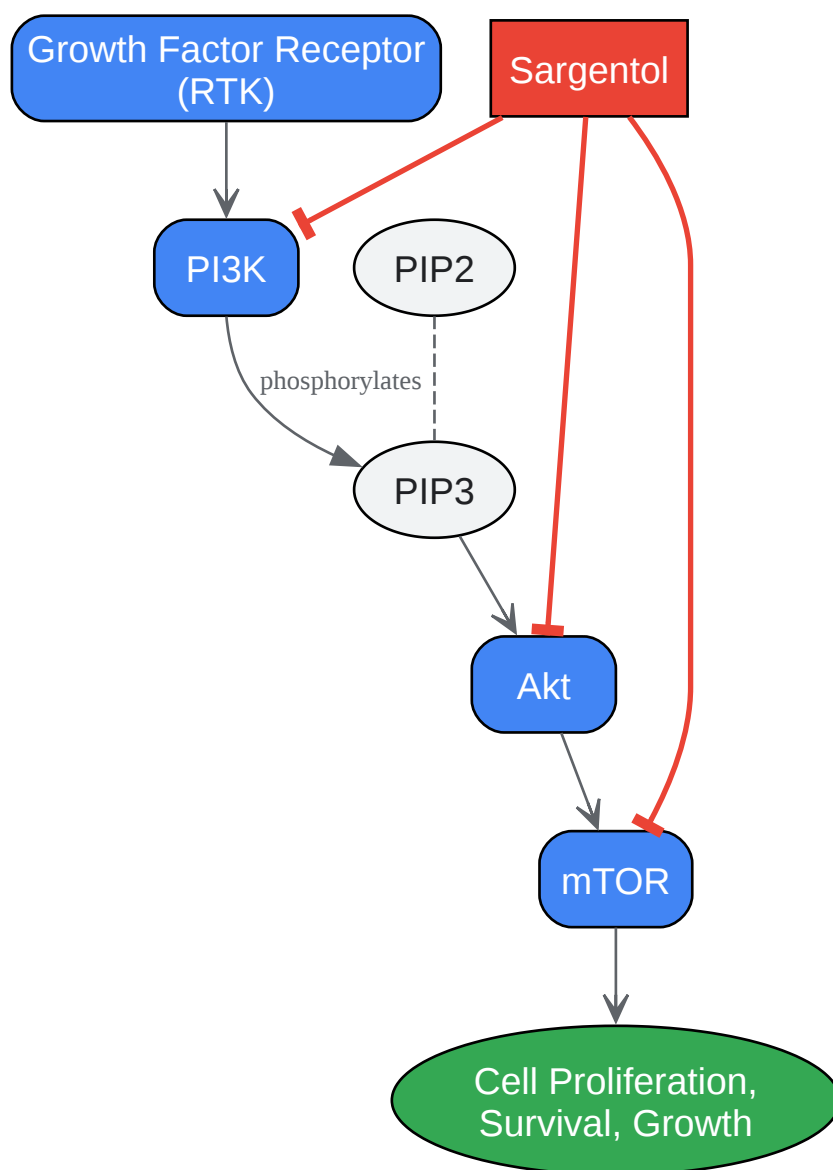 Growth Factor Receptor
(RTK)
Sargentol
PI3K
PIP2
phosphorylates
PIP3
Akt
mTOR
Cell Proliferation,
Survival, Growth